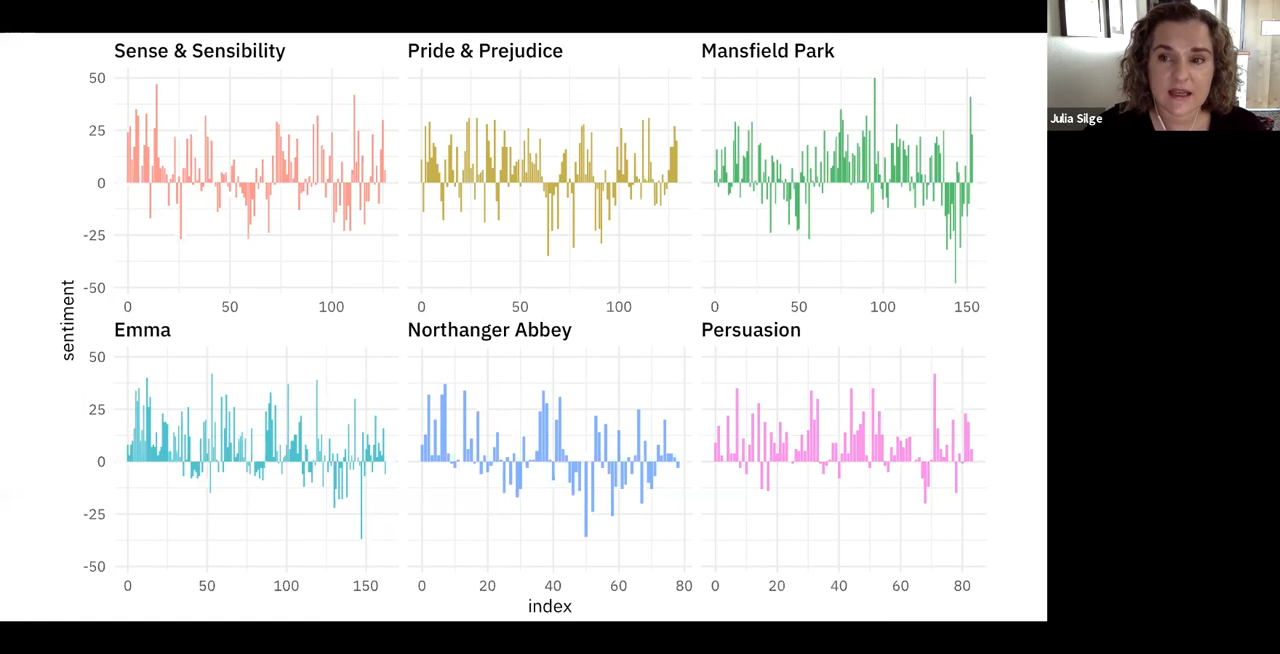 Sense & Sensibility
Pride & Prejudice
Mansfield Park
50
25
0
-25
-50
0 50 100
0 50 100
0 50 100 150
Emma
Northanger Abbey
Persuasion
50
25
0
-25
-50
0 50 100 150
0 20 40 60 80
0 20 40 60 80
sentiment
index
Julia Silge